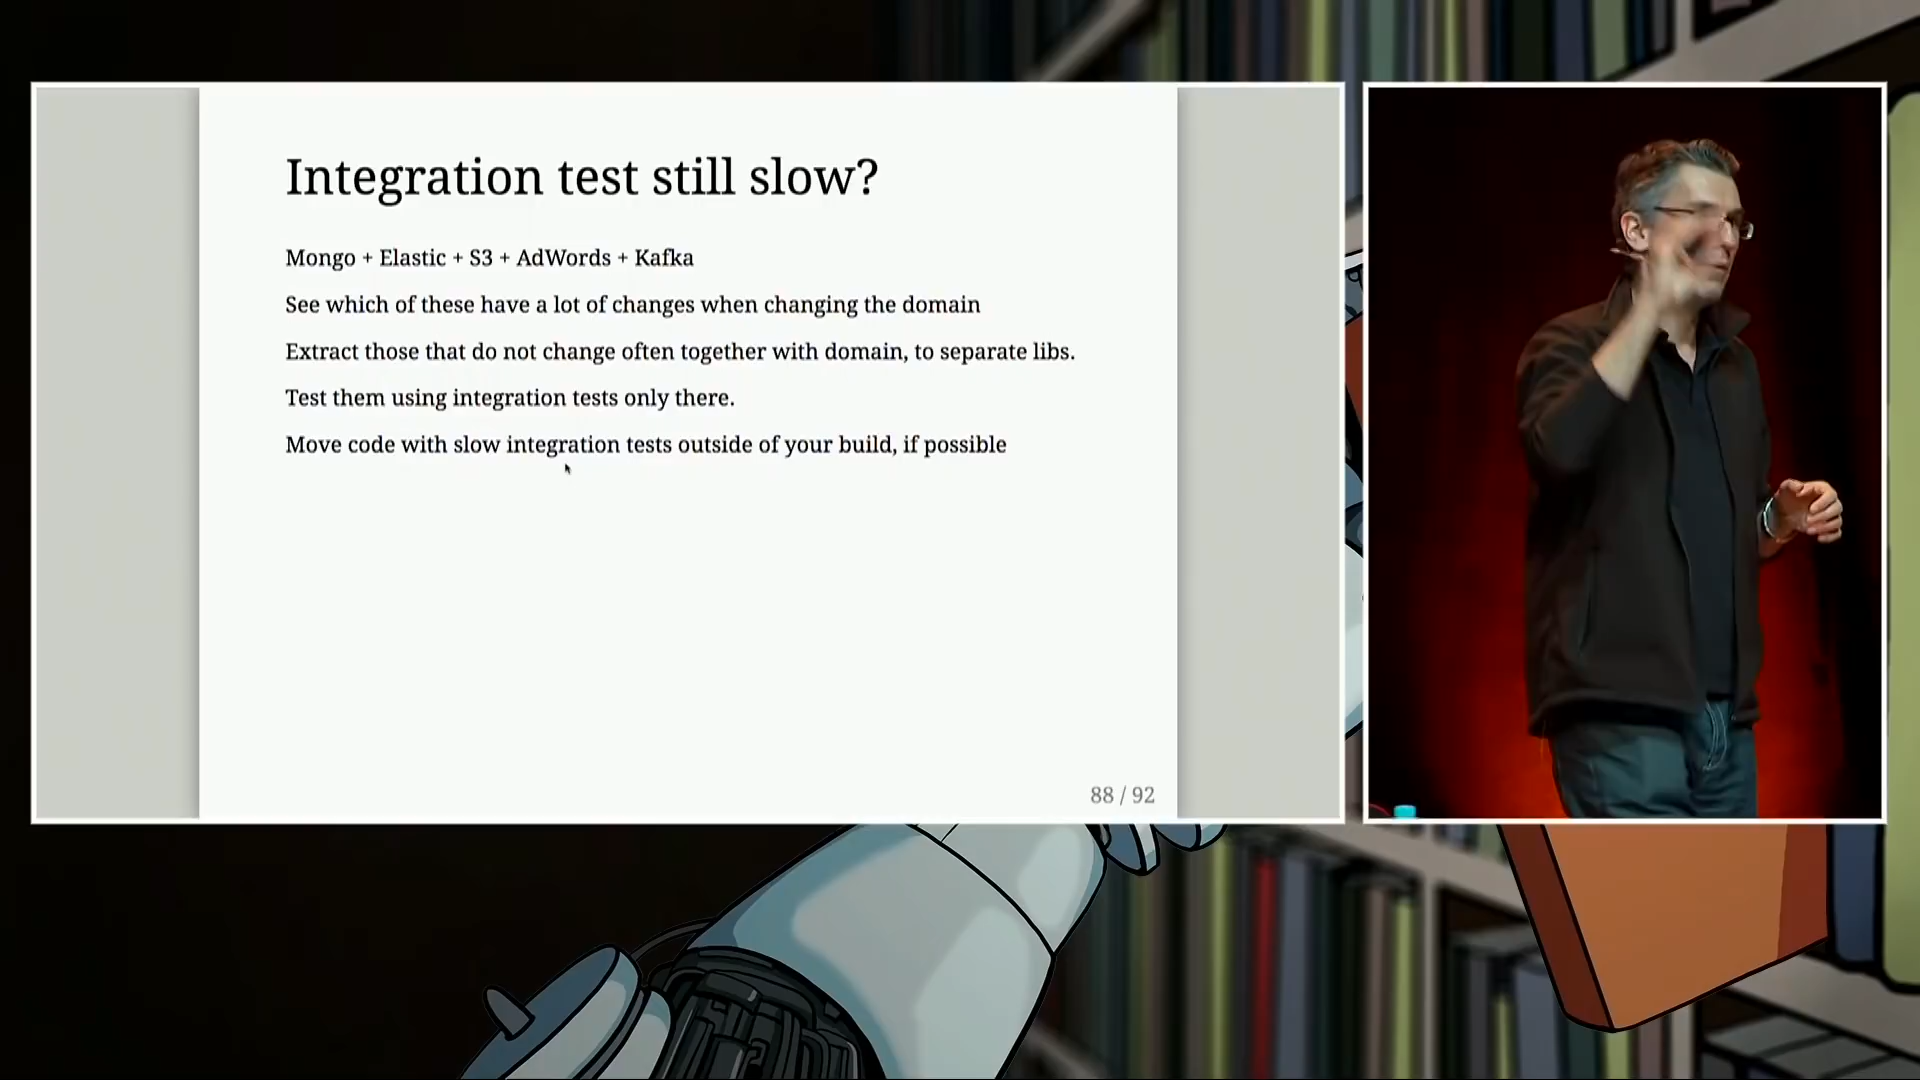 Integration test still slow?
Mongo + Elastic + S3 + AdWords + Kafka
See which of these have a lot of changes when changing the domain
Extract those that do not change often together with domain, to separate libs.
Test them using integration tests only there.
Move code with slow integration tests outside of your build, if possible
88 / 92